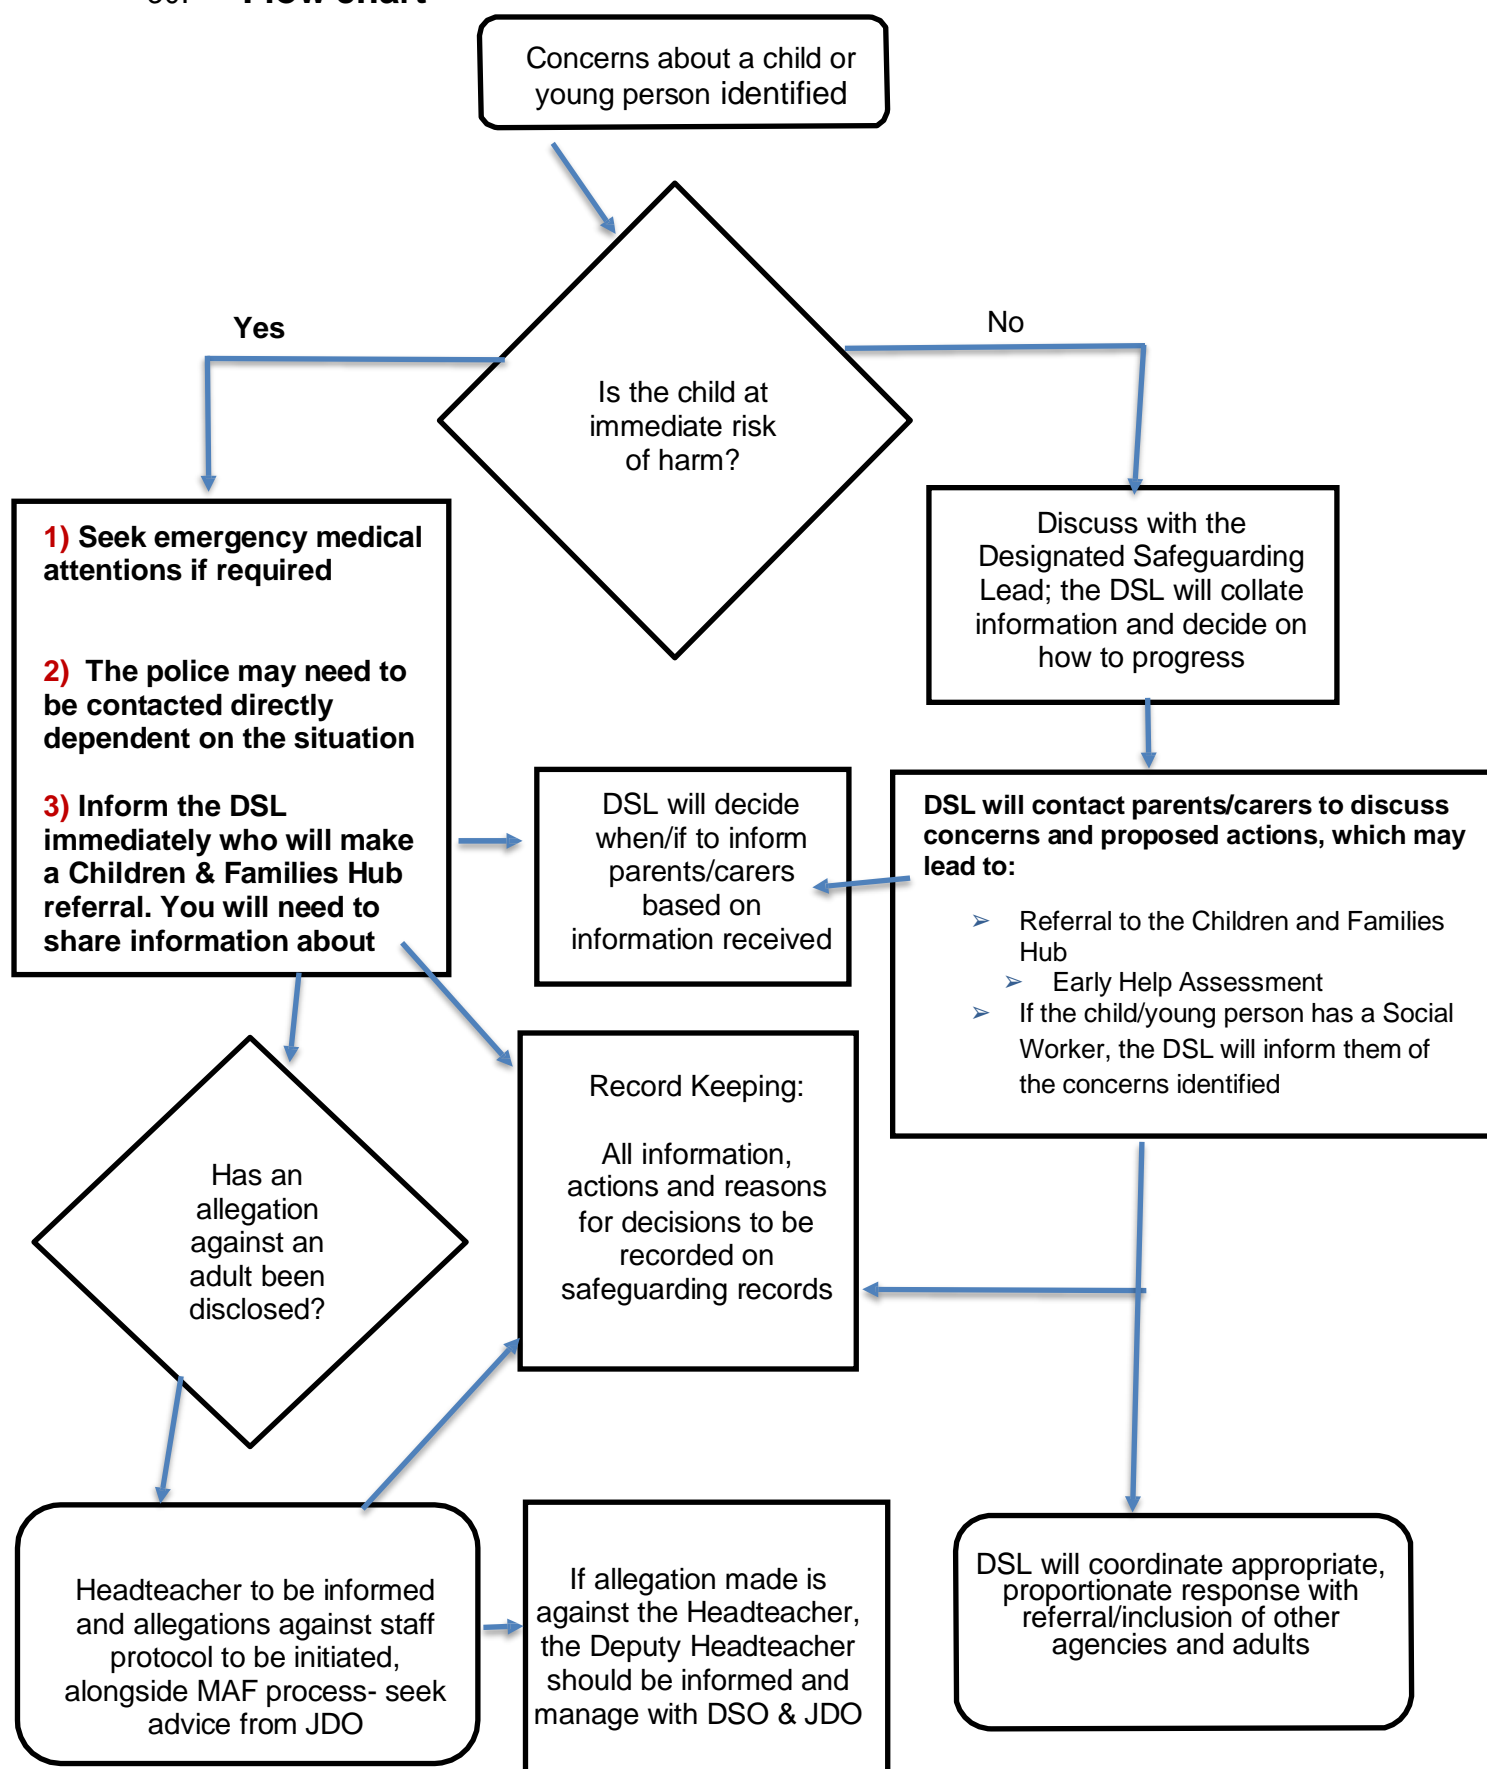 Flow chart
Concerns about a child or
young person identified
Yes
No
Is the child at
immediate risk
of harm?
1) Seek emergency medical
attentions if required
2) The police may need to
be contacted directly
dependent on the situation
3) Inform the DSL
immediately who will make
a Children & Families Hub
referral. You will need to
share information about
Discuss with the
Designated Safeguarding
Lead; the DSL will collate
information and decide on
how to progress
DSL will decide
when/if to inform
parents/carers
based on
information received
DSL will contact parents/carers to discuss
concerns and proposed actions, which may
lead to:
➢ Referral to the Children and Families
Hub
➢ Early Help Assessment
➢ If the child/young person has a Social
Worker, the DSL will inform them of
the concerns identified
Has an
allegation
against an
adult been
disclosed?
Record Keeping:
All information,
actions and reasons
for decisions to be
recorded on
safeguarding records
Headteacher to be informed
and allegations against staff
protocol to be initiated,
alongside MAF process- seek
advice from JDO
If allegation made is
against the Headteacher,
the Deputy Headteacher
should be informed and
manage with DSO & JDO
DSL will coordinate appropriate,
proportionate response with
referral/inclusion of other
agencies and adults